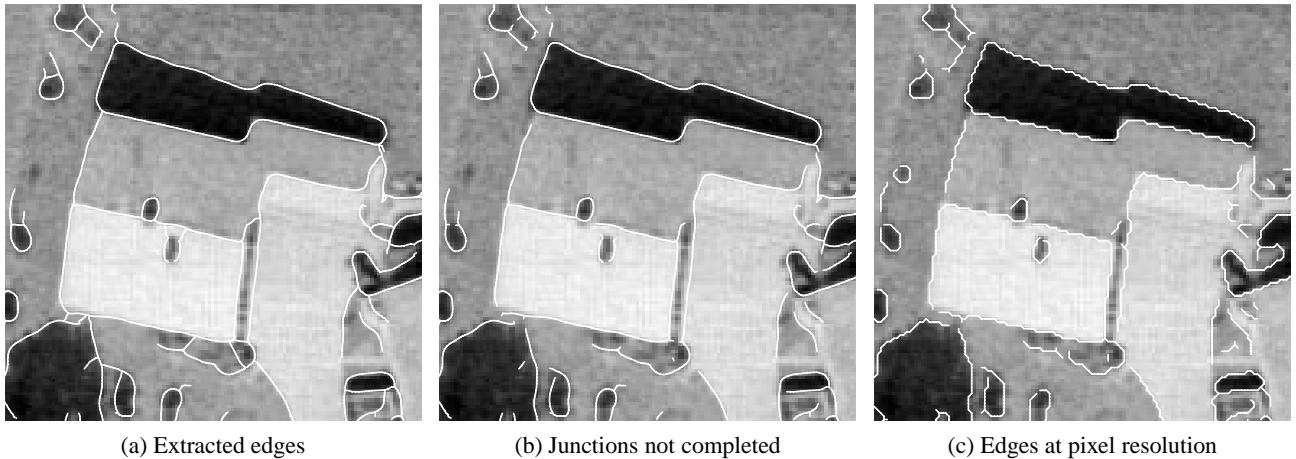 (a) Extracted edges
(b) Junctions not completed
(c) Edges at pixel resolution